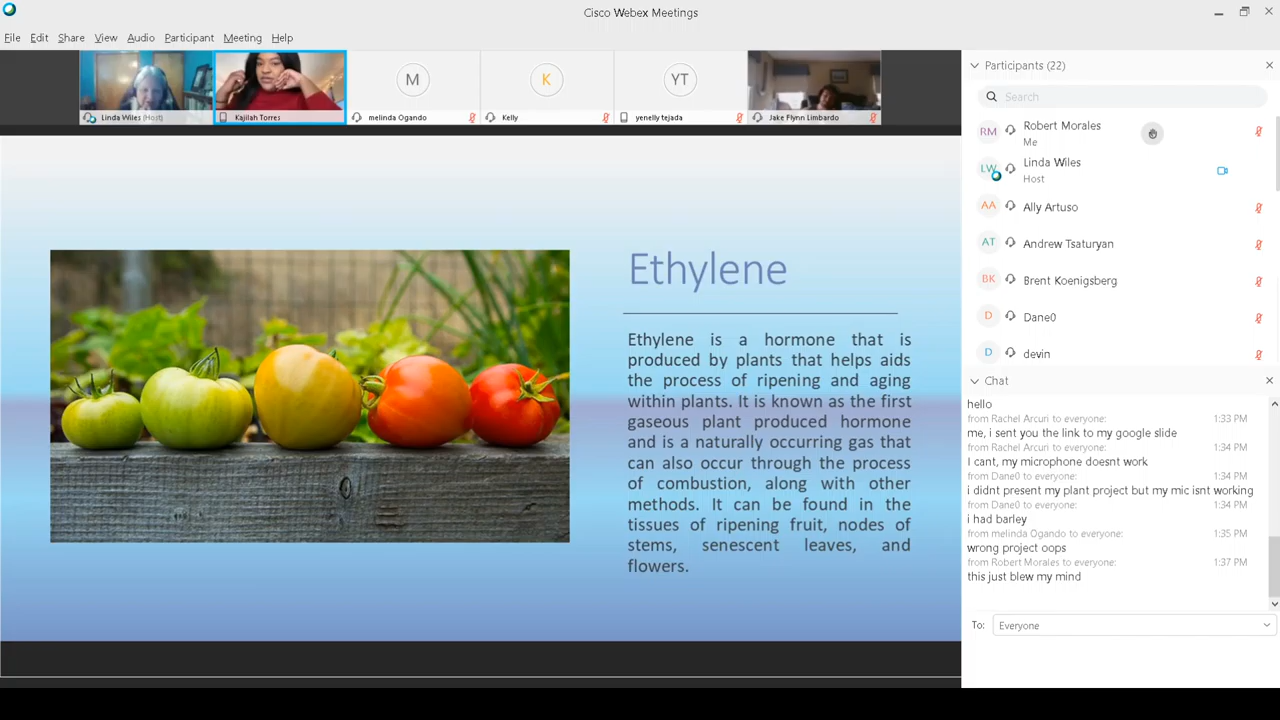 Cisco Webex Meetings
File Edit Share View Audio Participant Meeting Help
Linda Wiles (Host)
Kajilah Torres
M
melinda Ogando
K
Kelly
YT
yenelly tejada
Jake Flynn Limbardo
Ethylene
Ethylene is a hormone that is
produced by plants that helps aids
the process of ripening and aging
within plants. It is known as the first
gaseous plant produced hormone
and is a naturally occurring gas that
can also occur through the process
of combustion, along with other
methods. It can be found in the
tissues of ripening fruit, nodes of
stems, senescent leaves, and
flowers.
Participants (22)
Search
RM Robert Morales
Me
LW Linda Wiles
Host
AA Ally Artuso
AT Andrew Tsaturyan
BK Brent Koenigsberg
D Dane0
D devin
Chat
hello
from Rachel Arcuri to everyone: 1:33 PM
me, i sent you the link to my google slide
from Rachel Arcuri to everyone: 1:34 PM
I cant, my microphone doesnt work
from Dane0 to everyone: 1:34 PM
i didnt present my plant project but my mic isnt working
from Dane0 to everyone: 1:34 PM
i had barley
from melinda Ogando to everyone: 1:35 PM
wrong project oops
from Robert Morales to everyone: 1:37 PM
this just blew my mind
To: Everyone